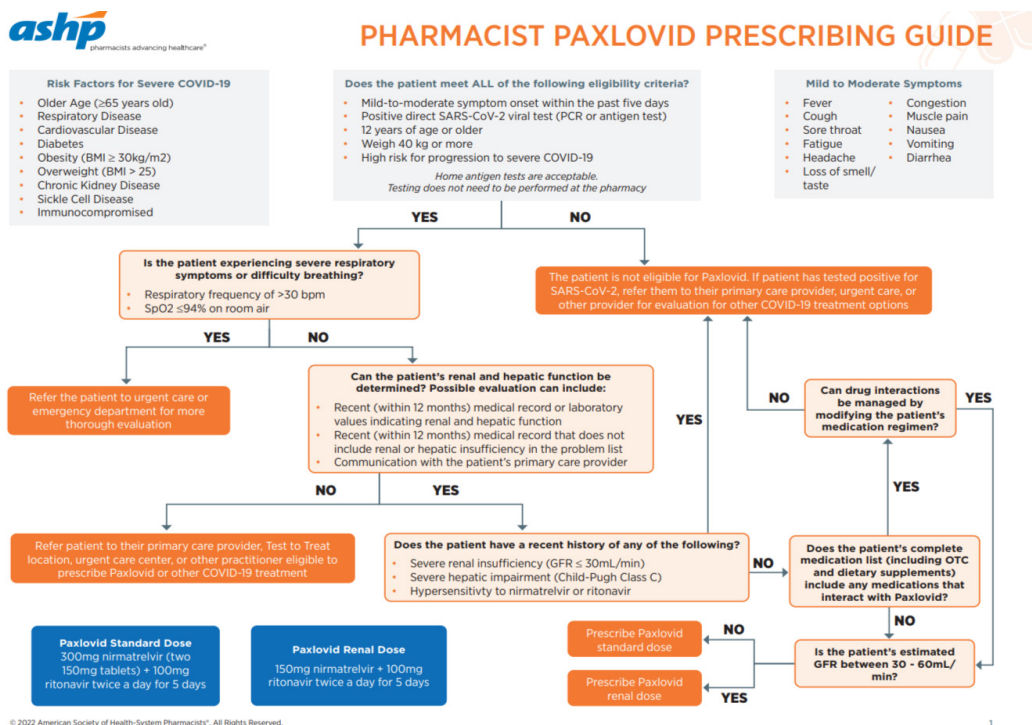 ashp
pharmacists advancing healthcare®
PHARMACIST PAXLOVID PRESCRIBING GUIDE
Risk Factors for Severe COVID-19
• Older Age (≥65 years old)
• Respiratory Disease
• Cardiovascular Disease
• Diabetes
• Obesity (BMI ≥ 30kg/m2)
• Overweight (BMI > 25)
• Chronic Kidney Disease
• Sickle Cell Disease
• Immunocompromised
Does the patient meet ALL of the following eligibility criteria?
• Mild-to-moderate symptom onset within the past five days
• Positive direct SARS-CoV-2 viral test (PCR or antigen test)
• 12 years of age or older
• Weigh 40 kg or more
• High risk for progression to severe COVID-19
Home antigen tests are acceptable.
Testing does not need to be performed at the pharmacy
Mild to Moderate Symptoms
• Fever
• Cough
• Sore throat
• Fatigue
• Headache
• Loss of smell/
taste
• Congestion
• Muscle pain
• Nausea
• Vomiting
• Diarrhea
YES
NO
Is the patient experiencing severe respiratory
symptoms or difficulty breathing?
• Respiratory frequency of >30 bpm
• SpO2 ≤94% on room air
The patient is not eligible for Paxlovid. If patient has tested positive for
SARS-CoV-2, refer them to their primary care provider, urgent care, or
other provider for evaluation for other COVID-19 treatment options
YES
NO
Refer the patient to urgent care or
emergency department for more
thorough evaluation
Can the patient's renal and hepatic function be
determined? Possible evaluation can include:
• Recent (within 12 months) medical record or laboratory
values indicating renal and hepatic function
• Recent (within 12 months) medical record that does not
include renal or hepatic insufficiency in the problem list
• Communication with the patient's primary care provider
YES
NO
Can drug interactions
be managed by
modifying the patient's
medication regimen?
YES
NO
YES
YES
Refer patient to their primary care provider, Test to Treat
location, urgent care center, or other practitioner eligible to
prescribe Paxlovid or other COVID-19 treatment
Does the patient have a recent history of any of the following?
• Severe renal insufficiency (GFR ≤ 30mL/min)
• Severe hepatic impairment (Child-Pugh Class C)
• Hypersensitivty to nirmatrelvir or ritonavir
NO
Does the patient's complete
medication list (including OTC
and dietary supplements)
include any medications that
interact with Paxlovid?
NO
Paxlovid Standard Dose
300mg nirmatrelvir (two
150mg tablets) + 100mg
ritonavir twice a day for 5 days
Paxlovid Renal Dose
150mg nirmatrelvir + 100mg
ritonavir twice a day for 5 days
Prescribe Paxlovid
standard dose
NO
Is the patient's estimated
GFR between 30 - 60mL/
min?
Prescribe Paxlovid
renal dose
YES
© 2022 American Society of Health-System Pharmacists®. All Rights Reserved.
1